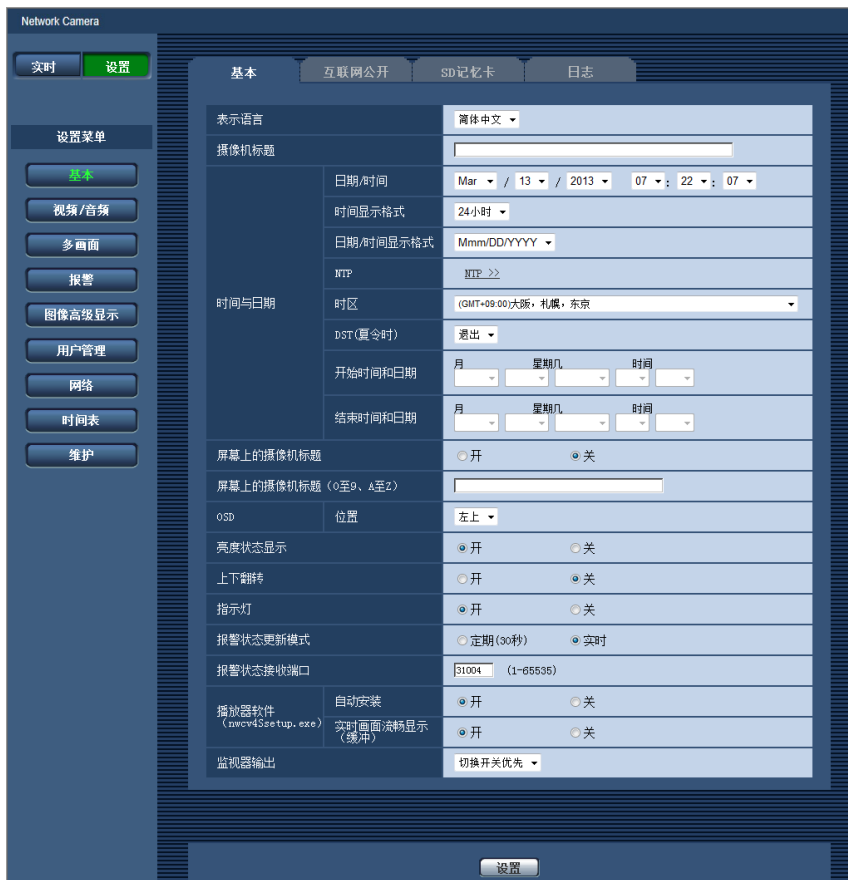 Network Camera
实时 设置
基本 互联网公开 SD记忆卡 日志
设置菜单
基本
视频/音频
多画面
报警
图像高级显示
用户管理
网络
时间表
维护
表示语言 简体中文
摄像机标题
时间与日期
日期/时间 Mar / 13 / 2013 07 : 22 : 07
时间显示格式 24小时
日期/时间显示格式 Mmm/DD/YYYY
NTP NTP >>
时区 (GMT+09:00)大阪，札幌，东京
DST(夏令时) 退出
开始时间和日期 月 星期几 时间
结束时间和日期 月 星期几 时间
屏幕上的摄像机标题 开 关
屏幕上的摄像机标题（0至9、A至Z）
OSD 位置 左上
亮度状态显示 开 关
上下翻转 开 关
指示灯 开 关
报警状态更新模式 定期(30秒) 实时
报警状态接收端口 31004 (1-65535)
播放器软件
（nwcv4Ssetup.exe）
自动安装 开 关
实时画面流畅显示
（缓冲） 开 关
监视器输出 切换开关优先
设置